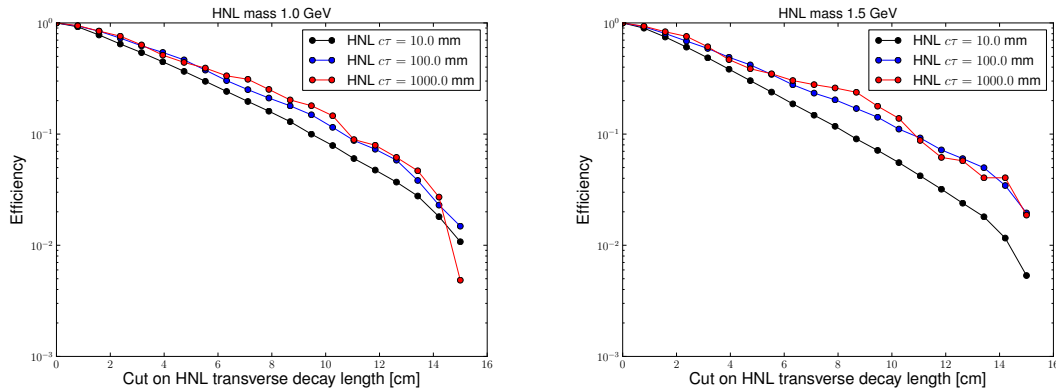 HNL mass 1.0 GeV
HNL cτ = 10.0 mm
HNL cτ = 100.0 mm
HNL cτ = 1000.0 mm
10⁰
10⁻¹
10⁻²
10⁻³
Efficiency
0 2 4 6 8 10 12 14 16
Cut on HNL transverse decay length [cm]
HNL mass 1.5 GeV
HNL cτ = 10.0 mm
HNL cτ = 100.0 mm
HNL cτ = 1000.0 mm
10⁰
10⁻¹
10⁻²
10⁻³
Efficiency
0 2 4 6 8 10 12 14 16
Cut on HNL transverse decay length [cm]